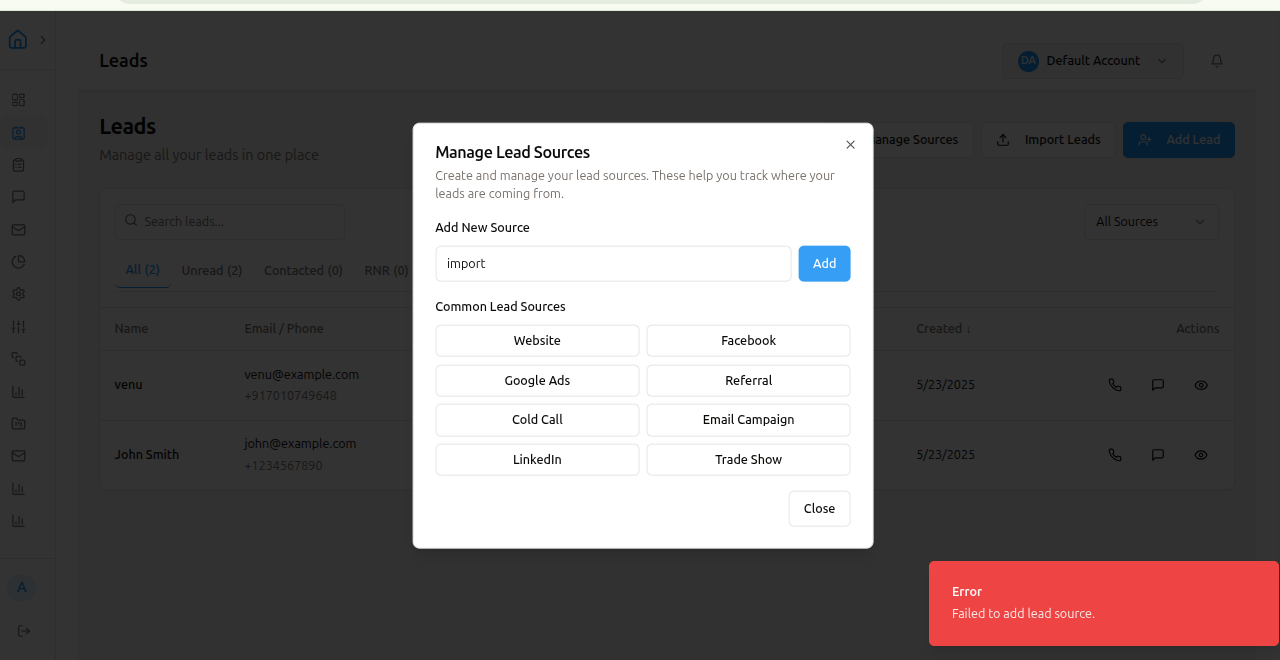 Leads
DA Default Account
Leads
Manage all your leads in one place
anage Sources
Import Leads
Add Lead
Search leads...
All Sources
All (2) Unread (2) Contacted (0) RNR (0)
Name Email / Phone Created ↓ Actions
venu venu@example.com 5/23/2025
+917010749648
John Smith john@example.com 5/23/2025
+1234567890
A
Manage Lead Sources
Create and manage your lead sources. These help you track where your
leads are coming from.
Add New Source
import Add
Common Lead Sources
Website Facebook
Google Ads Referral
Cold Call Email Campaign
LinkedIn Trade Show
Close
Error
Failed to add lead source.